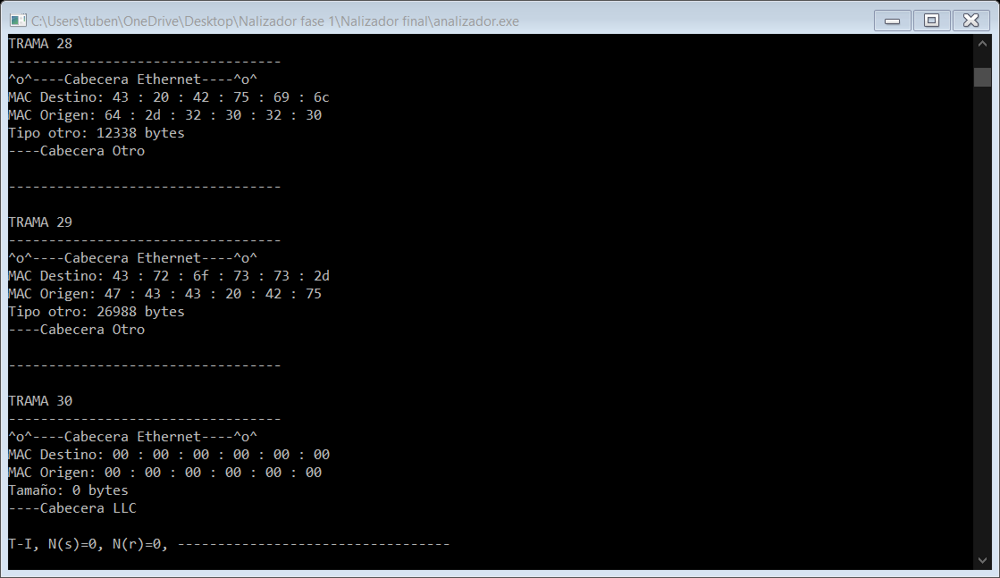 C:\Users\tuben\OneDrive\Desktop\Nalizador fase 1\Nalizador final\analizador.exe
TRAMA 28
----------------------------------
^o^----Cabecera Ethernet----^o^
MAC Destino: 43 : 20 : 42 : 75 : 69 : 6c
MAC Origen: 64 : 2d : 32 : 30 : 32 : 30
Tipo otro: 12338 bytes
----Cabecera Otro
----------------------------------
TRAMA 29
----------------------------------
^o^----Cabecera Ethernet----^o^
MAC Destino: 43 : 72 : 6f : 73 : 73 : 2d
MAC Origen: 47 : 43 : 43 : 20 : 42 : 75
Tipo otro: 26988 bytes
----Cabecera Otro
----------------------------------
TRAMA 30
----------------------------------
^o^----Cabecera Ethernet----^o^
MAC Destino: 00 : 00 : 00 : 00 : 00 : 00
MAC Origen: 00 : 00 : 00 : 00 : 00 : 00
Tamaño: 0 bytes
----Cabecera LLC
T-I, N(s)=0, N(r)=0, ----------------------------------